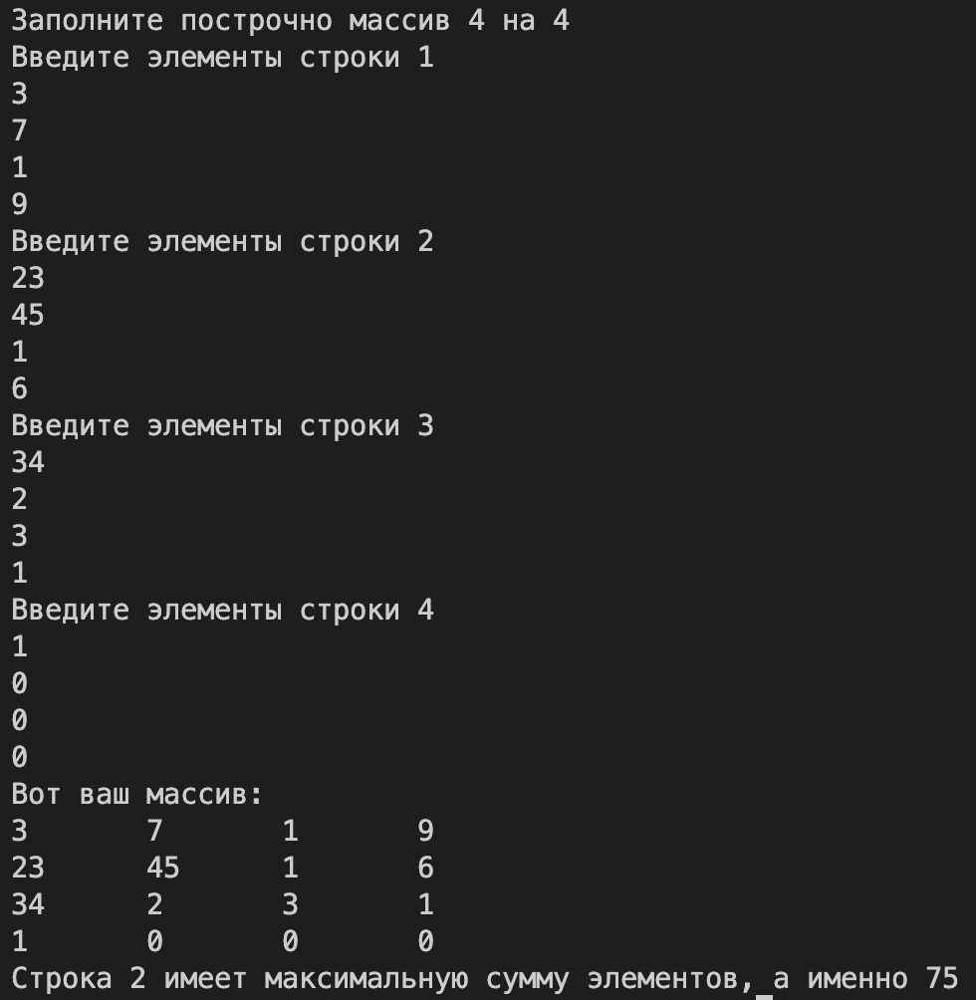 Заполните построчно массив 4 на 4
Введите элементы строки 1
3
7
1
9
Введите элементы строки 2
23
45
1
6
Введите элементы строки 3
34
2
3
1
Введите элементы строки 4
1
0
0
0
Вот ваш массив:
3 7 1 9
23 45 1 6
34 2 3 1
1 0 0 0
Строка 2 имеет максимальную сумму элементов, а именно 75